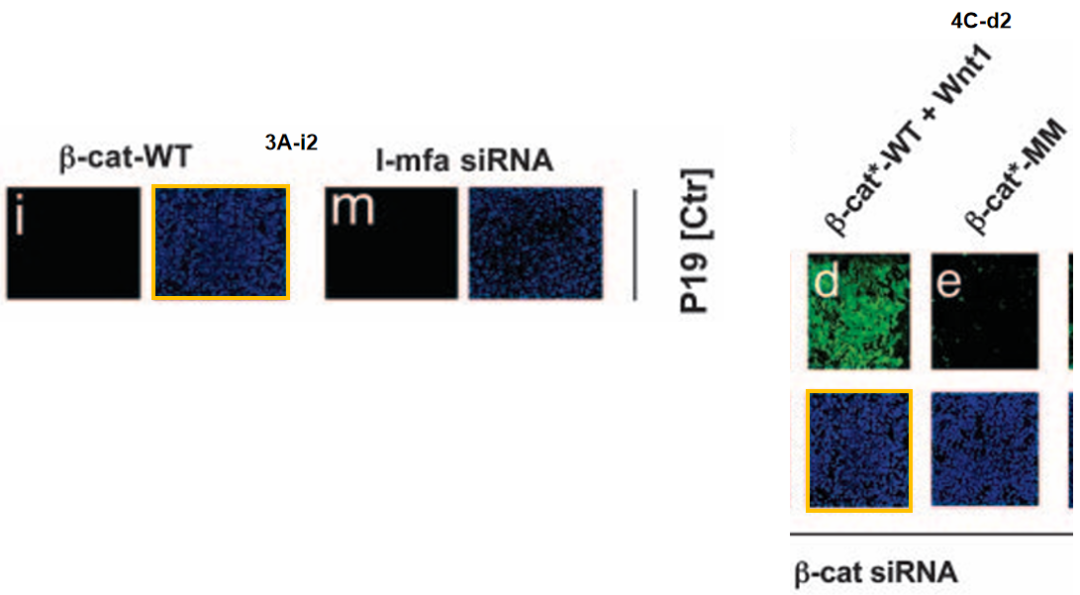 4C-d2
β-cat*-WT + Wnt1
β-cat*-MM
3A-i2
β-cat-WT
I-mfa siRNA
i
m
P19 [Ctr]
d
e
β-cat siRNA